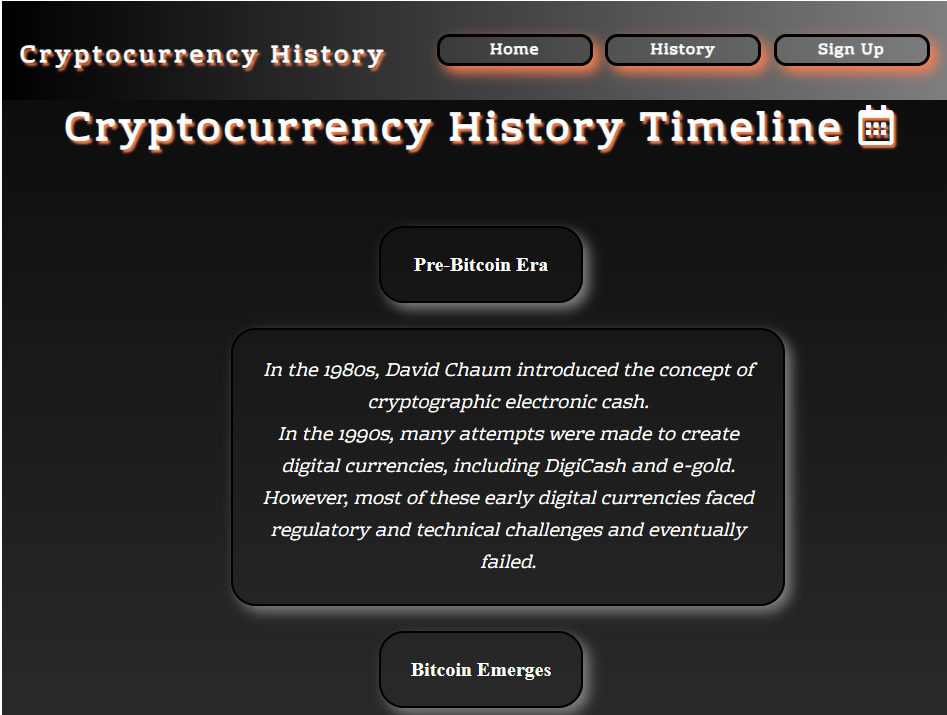 Cryptocurrency History
Home
History
Sign Up
Cryptocurrency History Timeline
Pre-Bitcoin Era
In the 1980s, David Chaum introduced the concept of
cryptographic electronic cash.
In the 1990s, many attempts were made to create
digital currencies, including DigiCash and e-gold.
However, most of these early digital currencies faced
regulatory and technical challenges and eventually
failed.
Bitcoin Emerges